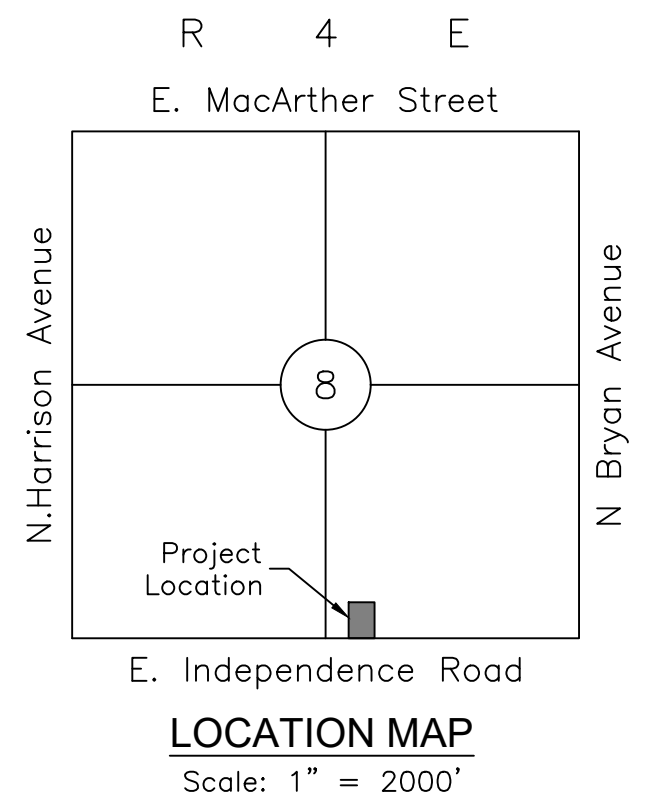 R 4 E
E. MacArther Street
N.Harrison Avenue
N Bryan Avenue
8
Project
Location
E. Independence Road
LOCATION MAP
Scale: 1" = 2000'